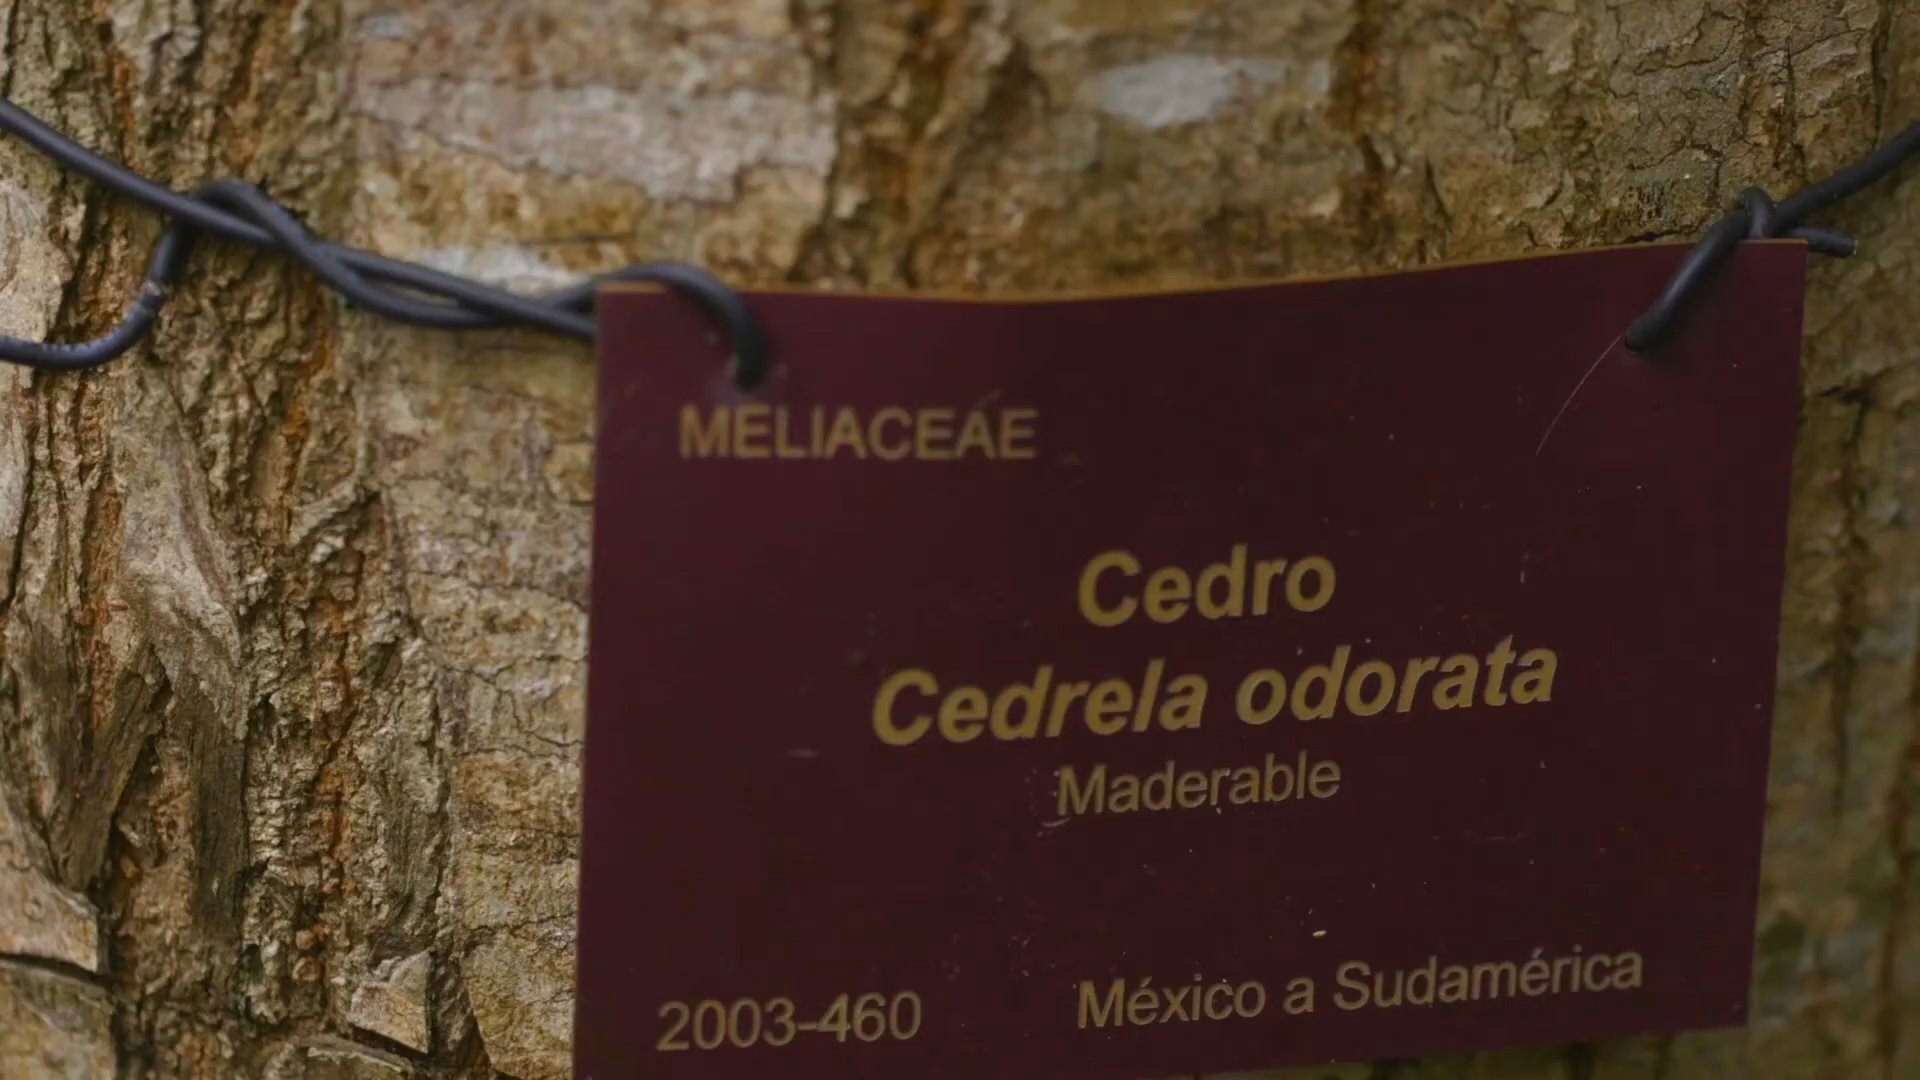 MELIACEAE
Cedro
Cedrela odorata
Maderable
2003-460 México a Sudamérica